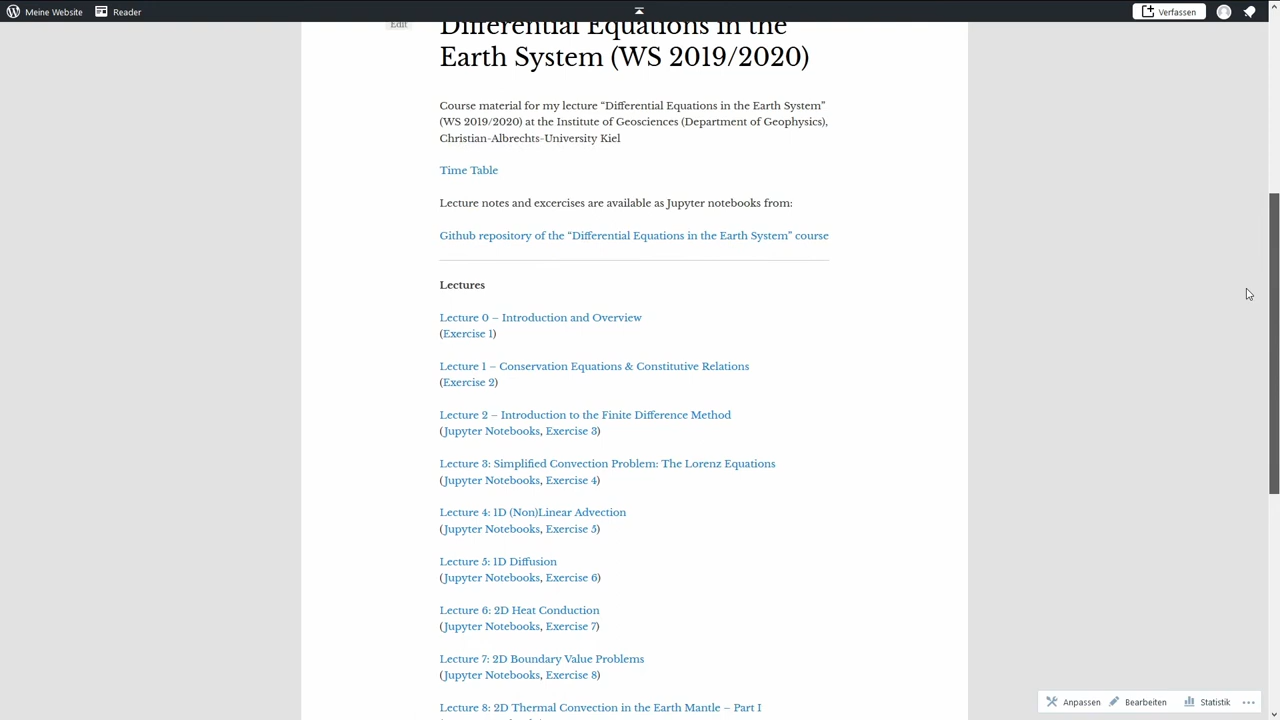 Meine Website
Reader
Verfassen
Edit
Differential Equations in the
Earth System (WS 2019/2020)
Course material for my lecture “Differential Equations in the Earth System”
(WS 2019/2020) at the Institute of Geosciences (Department of Geophysics),
Christian-Albrechts-University Kiel
Time Table
Lecture notes and excercises are available as Jupyter notebooks from:
Github repository of the “Differential Equations in the Earth System” course
Lectures
Lecture 0 – Introduction and Overview
(Exercise 1)
Lecture 1 – Conservation Equations & Constitutive Relations
(Exercise 2)
Lecture 2 – Introduction to the Finite Difference Method
(Jupyter Notebooks, Exercise 3)
Lecture 3: Simplified Convection Problem: The Lorenz Equations
(Jupyter Notebooks, Exercise 4)
Lecture 4: 1D (Non)Linear Advection
(Jupyter Notebooks, Exercise 5)
Lecture 5: 1D Diffusion
(Jupyter Notebooks, Exercise 6)
Lecture 6: 2D Heat Conduction
(Jupyter Notebooks, Exercise 7)
Lecture 7: 2D Boundary Value Problems
(Jupyter Notebooks, Exercise 8)
Lecture 8: 2D Thermal Convection in the Earth Mantle – Part I
Anpassen
Bearbeiten
Statistik